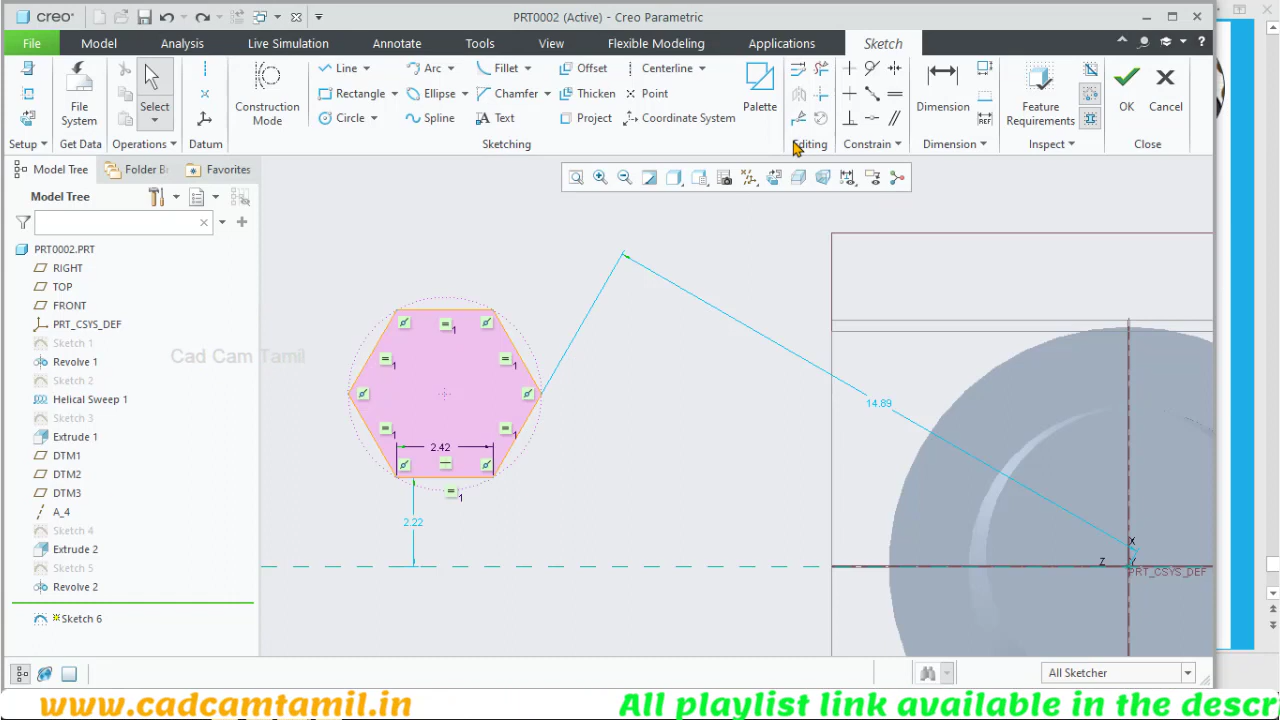 creo
PRT0002 (Active) - Creo Parametric
File Model Analysis Live Simulation Annotate Tools View Flexible Modeling Applications Sketch
Line Arc Fillet Offset Centerline
Rectangle Ellipse Chamfer Thicken Point
Circle Spline Text Project Coordinate System
File System
Select
Construction Mode
Palette
Dimension
Feature Requirements
OK
Cancel
Setup Get Data Operations Datum Sketching Editing Constrain Dimension Inspect Close
Model Tree Folder B Favorites
Model Tree
PRT0002.PRT
RIGHT
TOP
FRONT
PRT_CSYS_DEF
Sketch 1
Revolve 1
Sketch 2
Helical Sweep 1
Sketch 3
Extrude 1
DTM1
DTM2
DTM3
A_4
Sketch 4
Extrude 2
Sketch 5
Revolve 2
Sketch 6
Cad Cam Tamil
1
1
1
1
1
1
2.42
2.22
14.89
X
Z
Y
PRT_CSYS_DEF
All Sketcher
www.cadcamtamil.in
All playlist link available in the descr